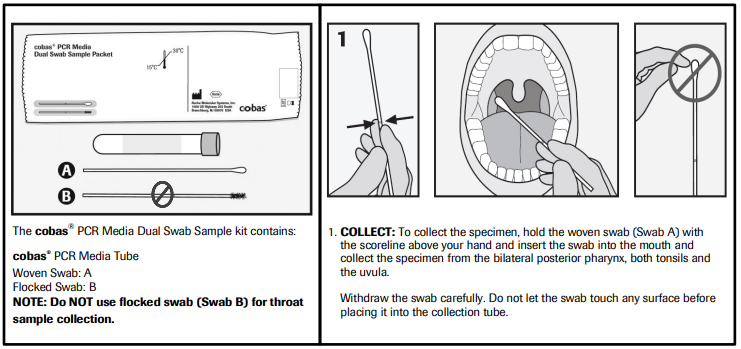 cobas® PCR Media
Dual Swab Sample Packet
30°C
15°C
Roche
Roche Molecular Systems, Inc.
cobas®
A
B
The cobas® PCR Media Dual Swab Sample kit contains:
cobas® PCR Media Tube
Woven Swab: A
Flocked Swab: B
NOTE: Do NOT use flocked swab (Swab B) for throat
sample collection.
1
1. COLLECT: To collect the specimen, hold the woven swab (Swab A) with
the scoreline above your hand and insert the swab into the mouth and
collect the specimen from the bilateral posterior pharynx, both tonsils and
the uvula.
Withdraw the swab carefully. Do not let the swab touch any surface before
placing it into the collection tube.